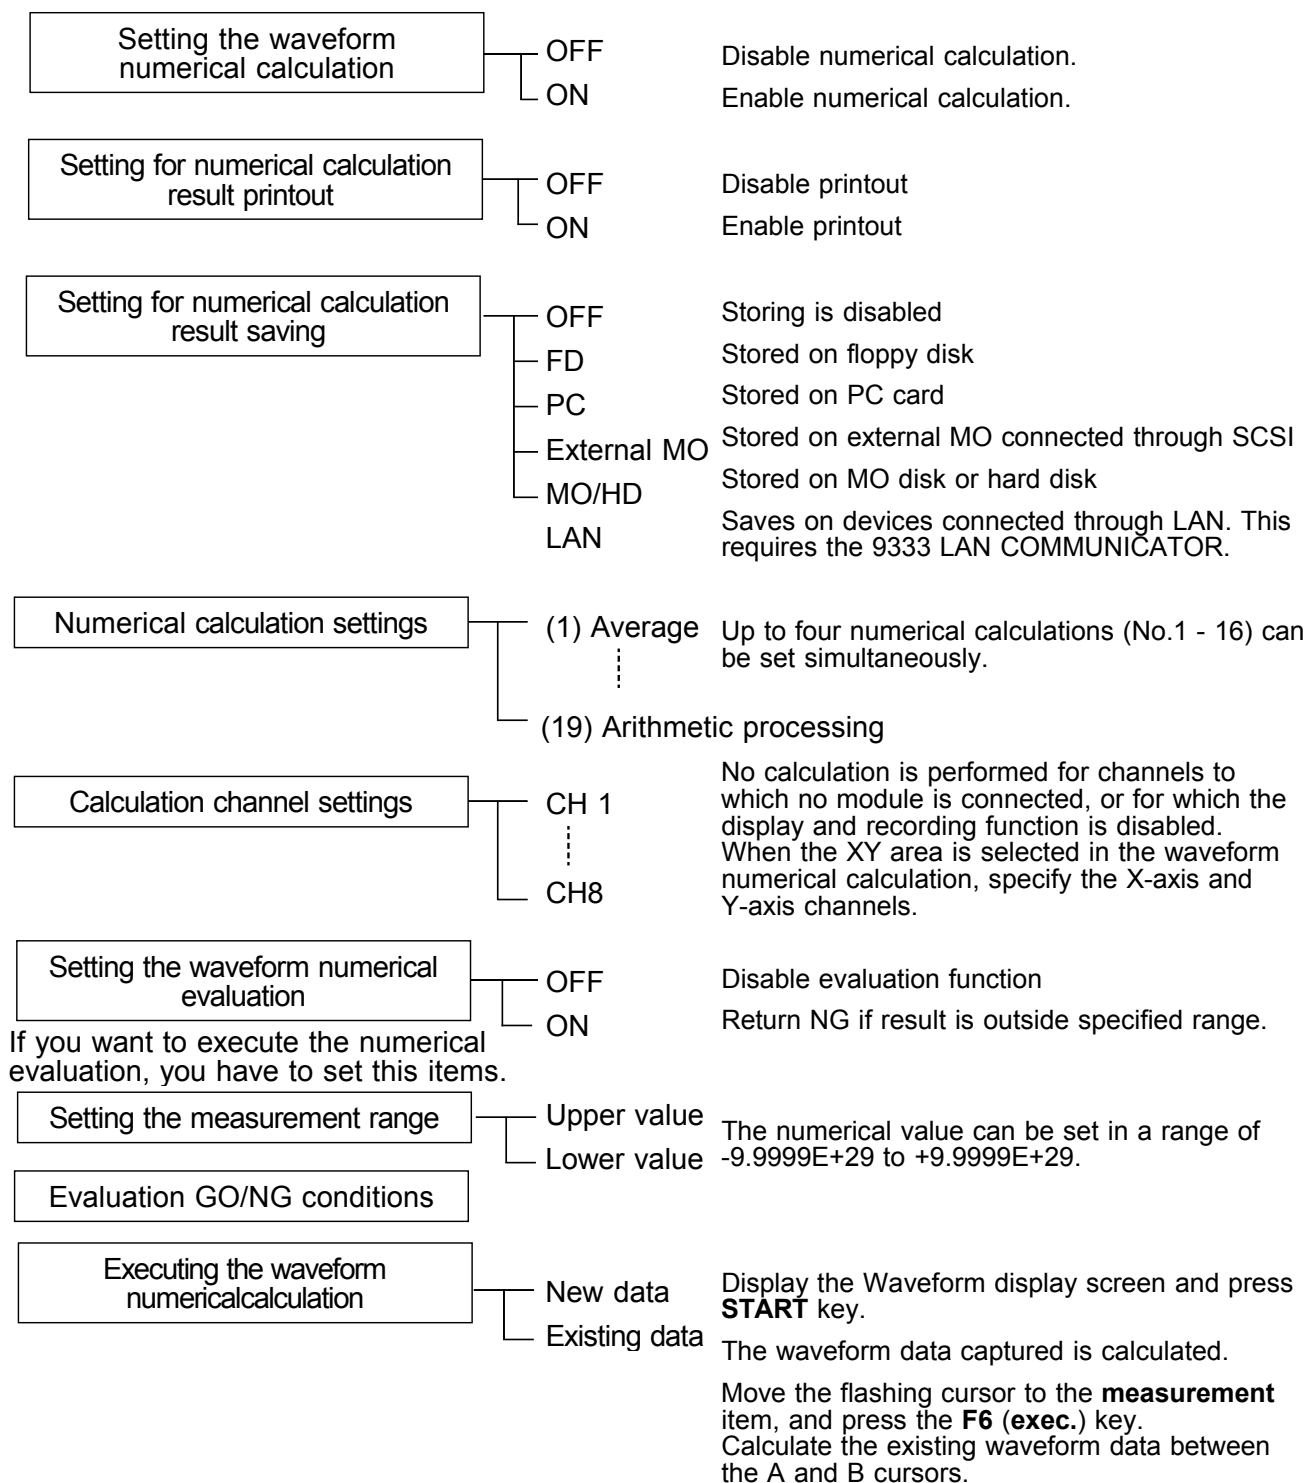 Setting the waveform
numerical calculation
OFF
Disable numerical calculation.
ON
Enable numerical calculation.
Setting for numerical calculation
result printout
OFF
Disable printout
ON
Enable printout
Setting for numerical calculation
result saving
OFF
Storing is disabled
FD
Stored on floppy disk
PC
Stored on PC card
External MO
Stored on external MO connected through SCSI
MO/HD
Stored on MO disk or hard disk
LAN
Saves on devices connected through LAN. This
requires the 9333 LAN COMMUNICATOR.
Numerical calculation settings
(1) Average
Up to four numerical calculations (No.1 - 16) can
be set simultaneously.
(19) Arithmetic processing
Calculation channel settings
CH 1
CH8
No calculation is performed for channels to
which no module is connected, or for which the
display and recording function is disabled.
When the XY area is selected in the waveform
numerical calculation, specify the X-axis and
Y-axis channels.
Setting the waveform numerical
evaluation
OFF
Disable evaluation function
ON
Return NG if result is outside specified range.
If you want to execute the numerical
evaluation, you have to set this items.
Setting the measurement range
Upper value
Lower value
The numerical value can be set in a range of
-9.9999E+29 to +9.9999E+29.
Evaluation GO/NG conditions
Executing the waveform
numericalcalculation
New data
Display the Waveform display screen and press
START key.
Existing data
The waveform data captured is calculated.
Move the flashing cursor to the measurement
item, and press the F6 (exec.) key.
Calculate the existing waveform data between
the A and B cursors.